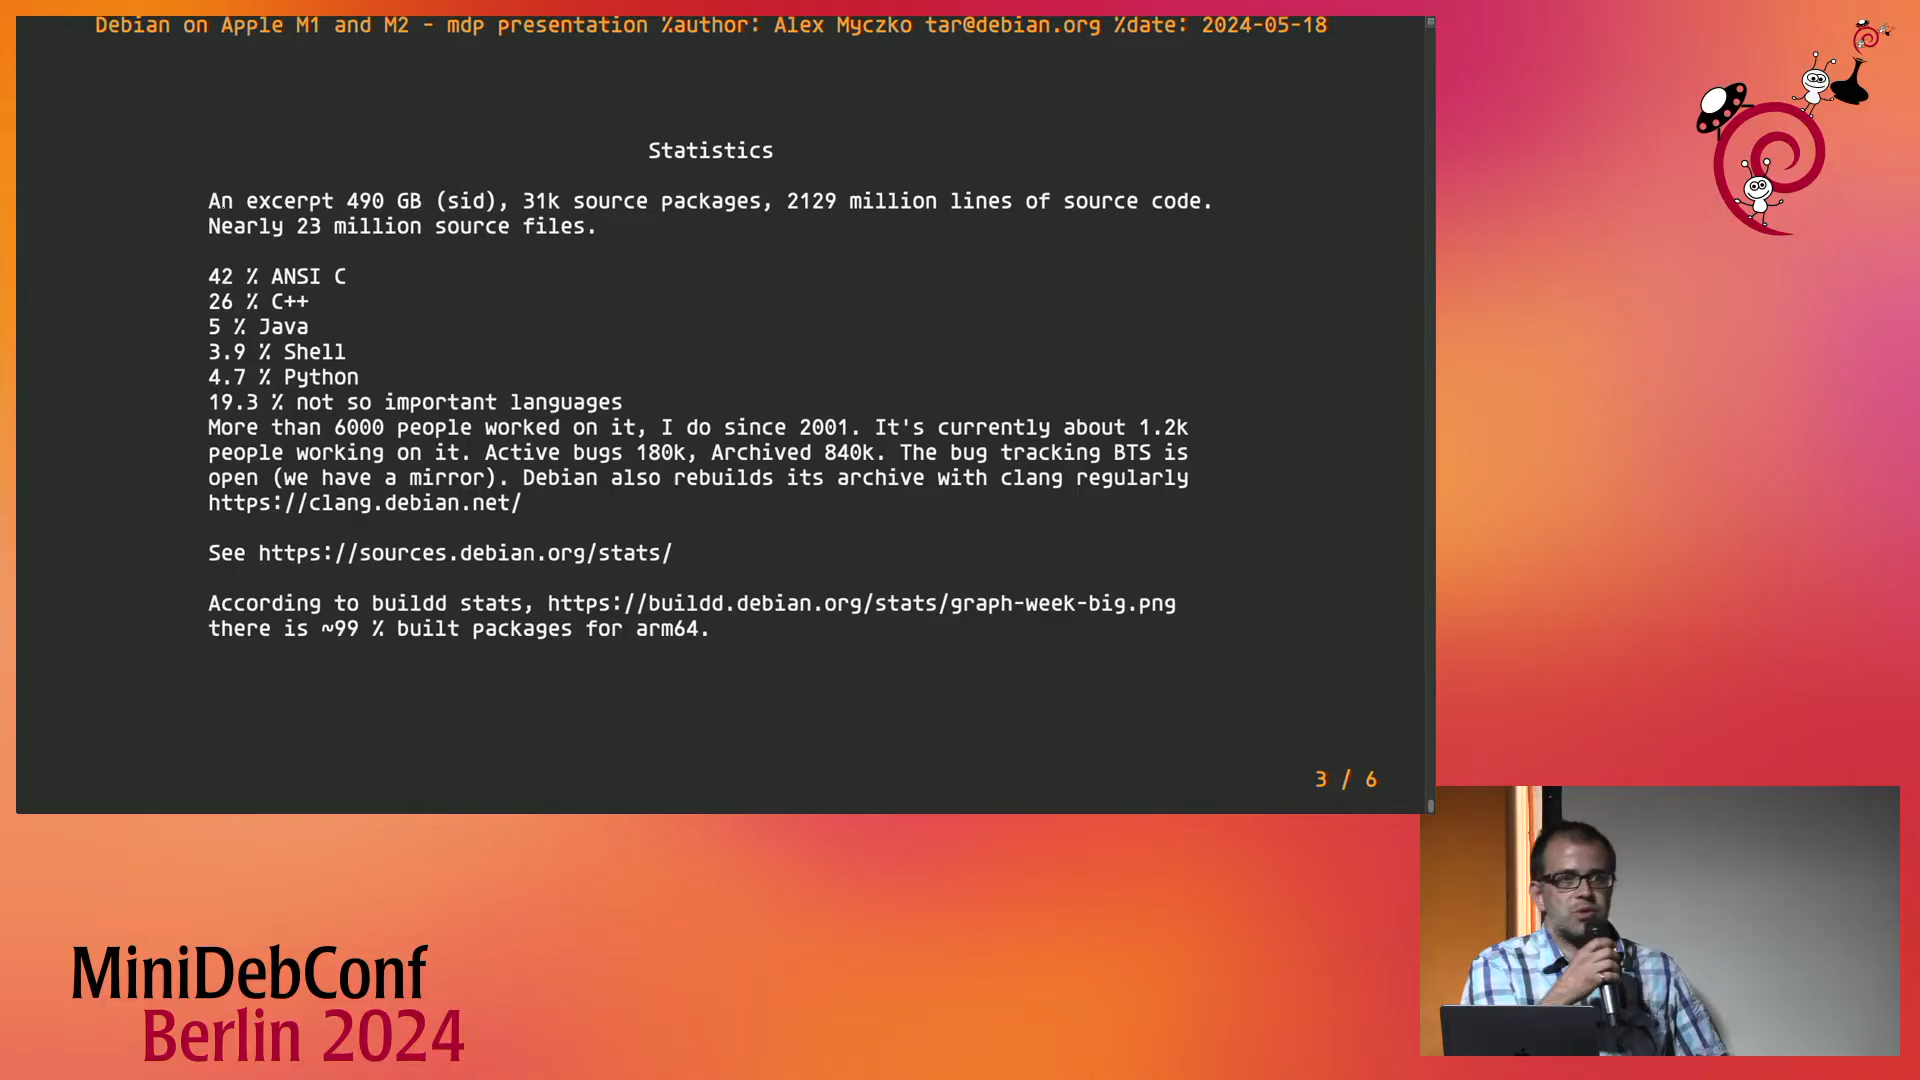 Debian on Apple M1 and M2 - mdp presentation %author: Alex Myczko tar@debian.org %date: 2024-05-18
Statistics
An excerpt 490 GB (sid), 31k source packages, 2129 million lines of source code.
Nearly 23 million source files.
42 % ANSI C
26 % C++
5 % Java
3.9 % Shell
4.7 % Python
19.3 % not so important languages
More than 6000 people worked on it, I do since 2001. It's currently about 1.2k
people working on it. Active bugs 180k, Archived 840k. The bug tracking BTS is
open (we have a mirror). Debian also rebuilds its archive with clang regularly
https://clang.debian.net/
See https://sources.debian.org/stats/
According to buildd stats, https://buildd.debian.org/stats/graph-week-big.png
there is ~99 % built packages for arm64.
3 / 6
MiniDebConf
Berlin 2024